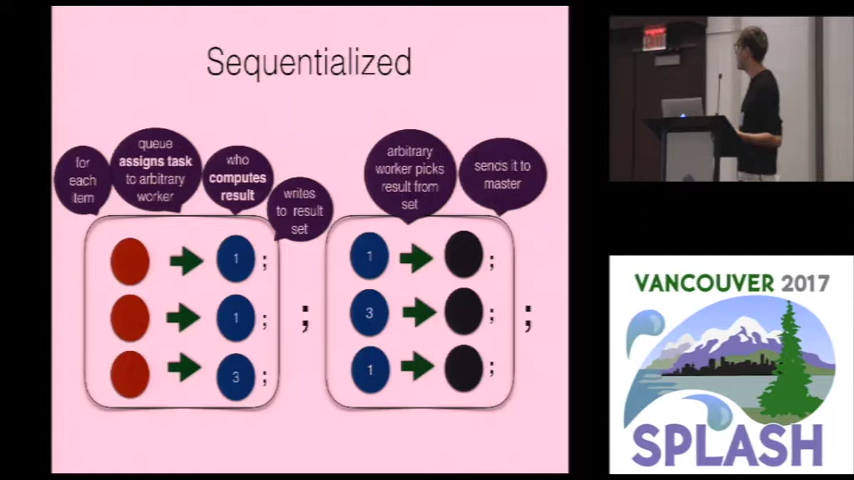 Sequentialized
for
each
item
queue
assigns task
to arbitrary
worker
who
computes
result
writes
to result
set
arbitrary
worker picks
result from
set
sends it to
master
1 ;
1 ;
3 ;
;
1 ;
3 ;
1 ;
;
EXIT
VANCOUVER 2017
SPLASH